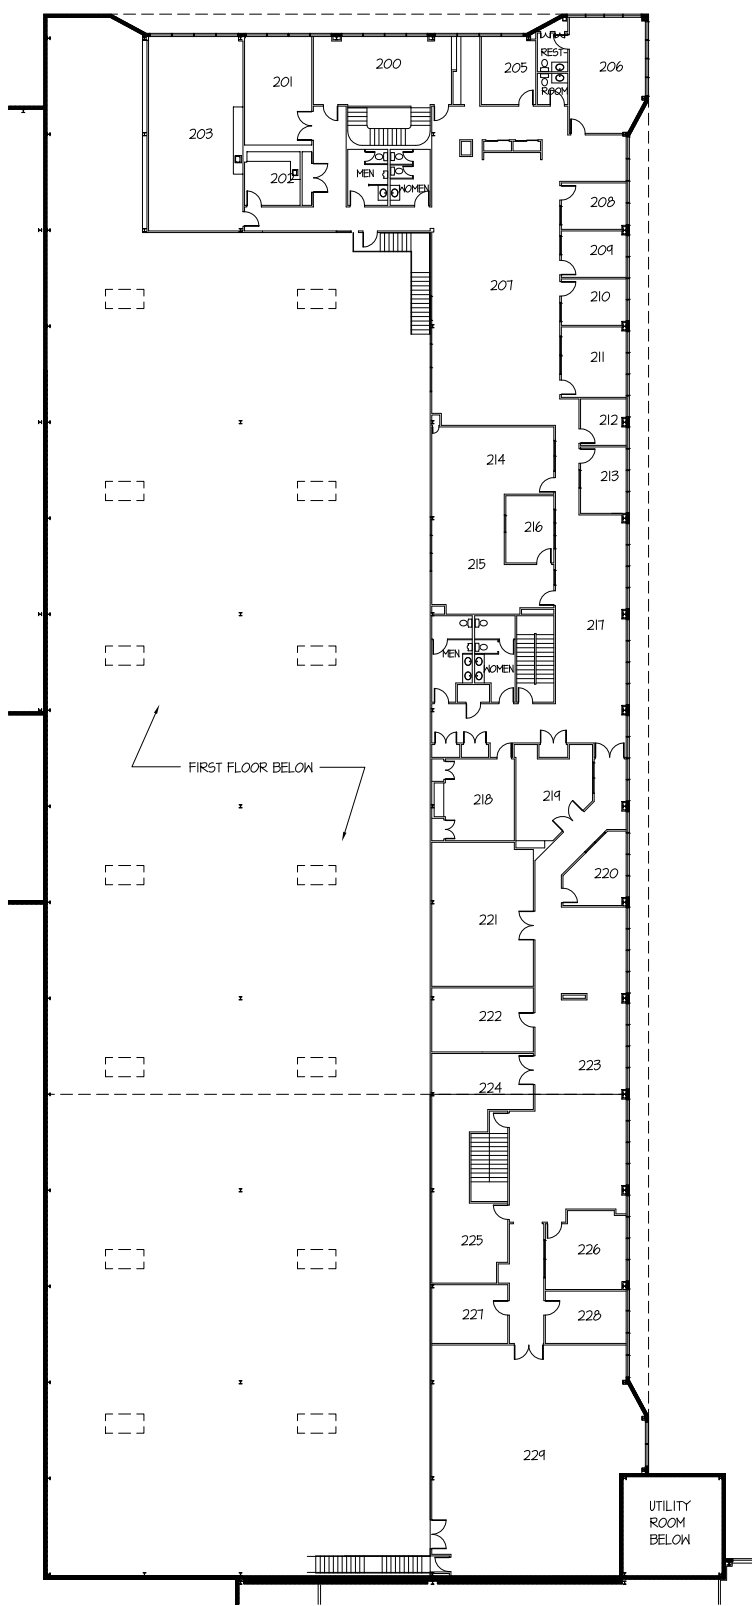 200
201
205
REST-
ROOM
206
203
202
MEN
WOMEN
208
209
207
210
211
212
214
213
216
215
217
MEN
WOMEN
FIRST FLOOR BELOW
218
219
220
221
222
223
224
225
226
227
228
229
UTILITY
ROOM
BELOW